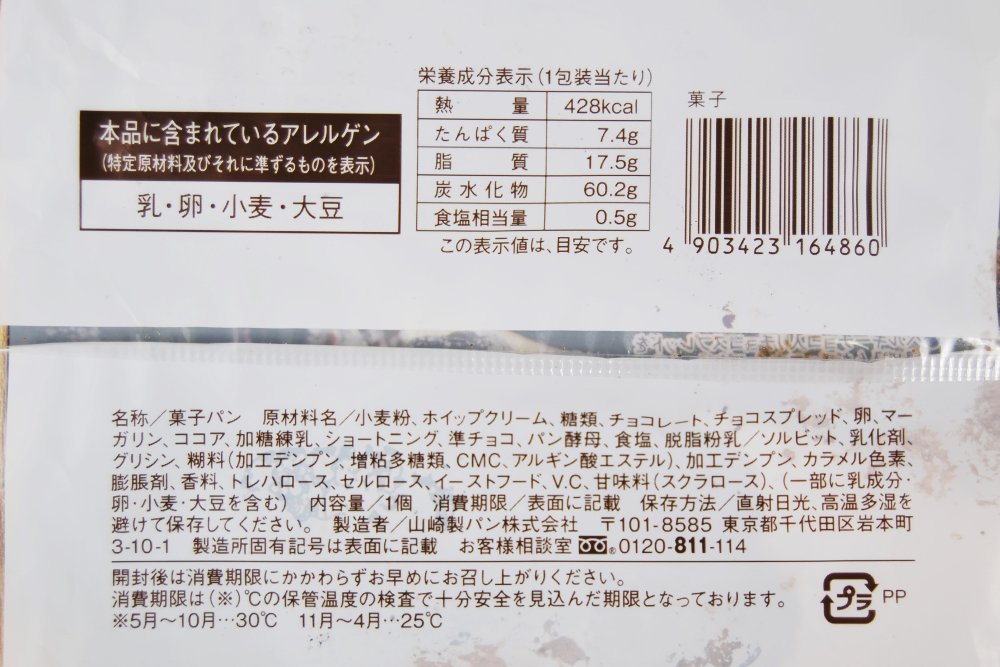 栄養成分表示(1包装当たり)
熱量 428kcal
たんぱく質 7.4g
脂質 17.5g
炭水化物 60.2g
食塩相当量 0.5g
この表示値は、目安です。
本品に含まれているアレルゲン
(特定原材料及びそれに準ずるものを表示)
乳・卵・小麦・大豆
菓子
4 903423 164860
名称/菓子パン 原材料名/小麦粉、ホイップクリーム、糖類、チョコレート、チョコスプレッド、卵、マー
ガリン、ココア、加糖練乳、ショートニング、準チョコ、パン酵母、食塩、脱脂粉乳/ソルビット、乳化剤、
グリシン、糊料(加工デンプン、増粘多糖類、CMC、アルギン酸エステル)、加工デンプン、カラメル色素、
膨脹剤、香料、トレハロース、セルロース、イーストフード、V.C、甘味料(スクラロース)、(一部に乳成分・
卵・小麦・大豆を含む) 内容量/1個 消費期限/表面に記載 保存方法/直射日光、高温多湿を
避けて保存してください。 製造者/山崎製パン株式会社 〒101-8585 東京都千代田区岩本町
3-10-1 製造所固有記号は表面に記載 お客様相談室 ® 0120-811-114
開封後は消費期限にかかわらずお早めにお召し上がりください。
消費期限は(※)℃の保管温度の検査で十分安全を見込んだ期限となっております。
※5月〜10月…30℃ 11月〜4月…25℃
プラ PP